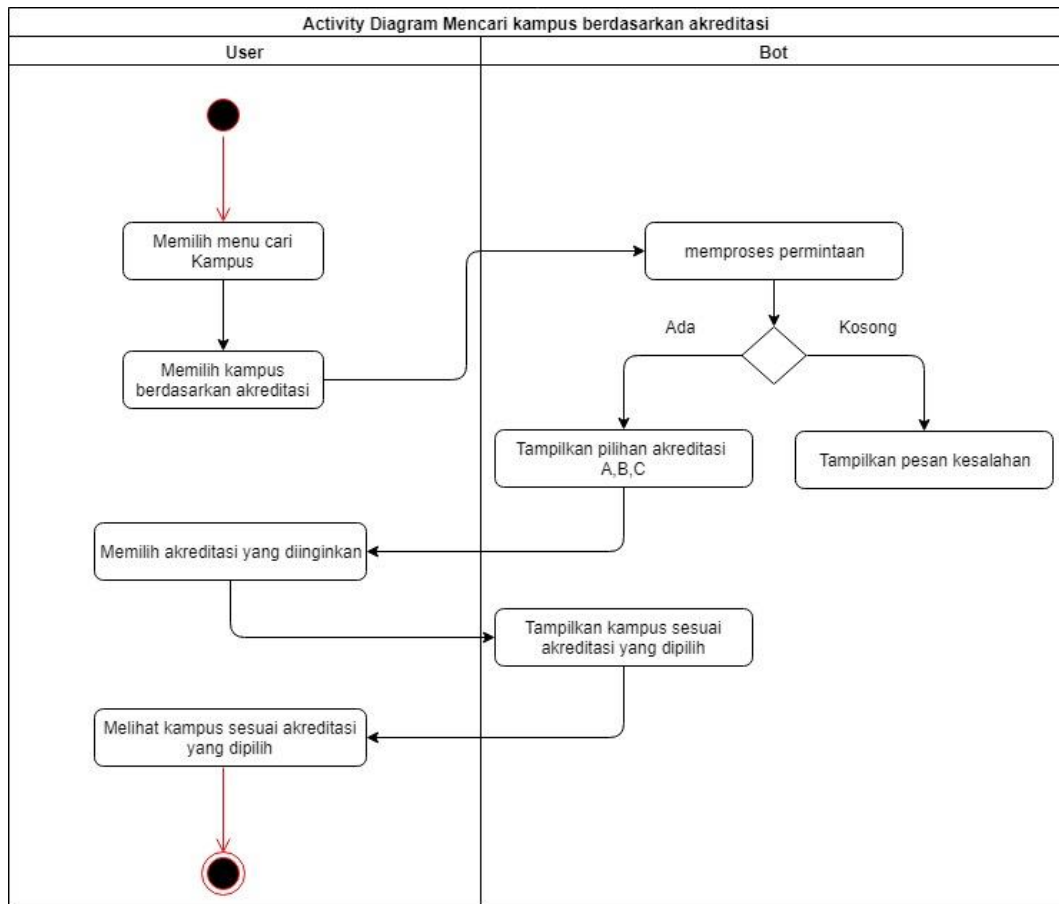 Activity Diagram Mencari kampus berdasarkan akreditasi
User
Bot
Memilih menu cari
Kampus
memproses permintaan
Ada
Kosong
Memilih kampus
berdasarkan akreditasi
Tampilkan pilihan akreditasi
A,B,C
Tampilkan pesan kesalahan
Memilih akreditasi yang diinginkan
Tampilkan kampus sesuai
akreditasi yang dipilih
Melihat kampus sesuai akreditasi
yang dipilih